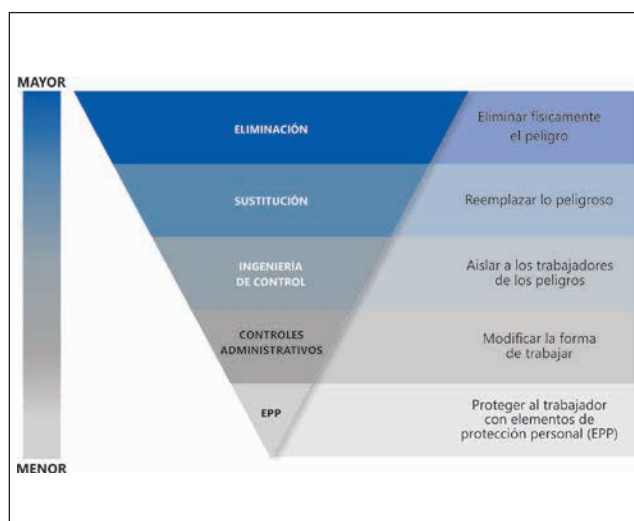 MAYOR
ELIMINACIÓN
Eliminar físicamente
el peligro
SUSTITUCIÓN
Reemplazar lo peligroso
INGENIERÍA
DE CONTROL
Aislar a los trabajadores
de los peligros
CONTROLES
ADMINISTRATIVOS
Modificar la forma
de trabajar
EPP
Proteger al trabajador
con elementos de
protección personal (EPP)
MENOR